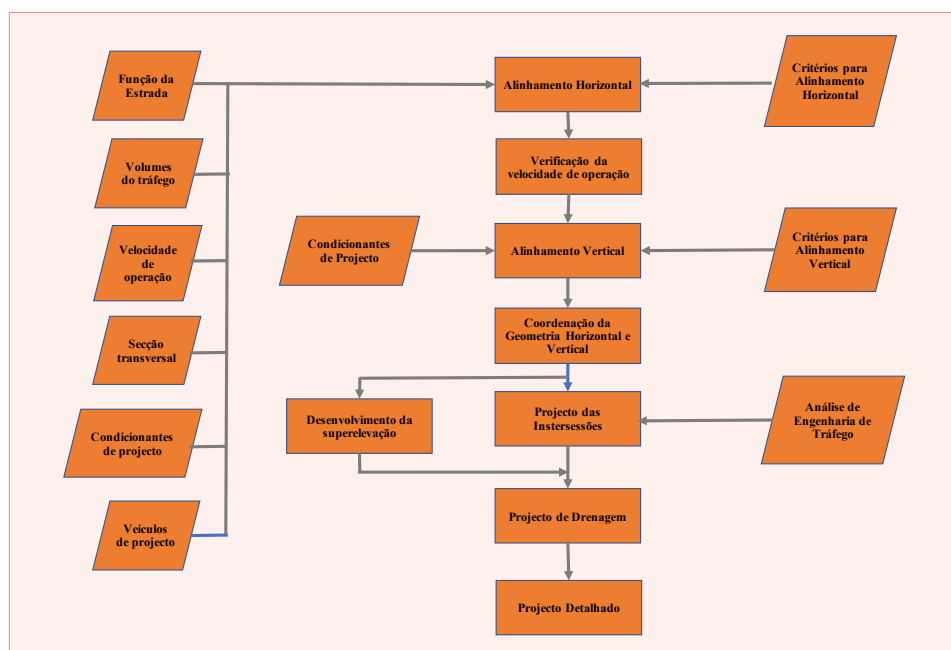 Função da
Estrada
Alinhamento Horizontal
Critérios para
Alinhamento
Horizontal
Volumes
do tráfego
Verificação da
velocidade de operação
Velocidade
de
operação
Condicionantes
de Projecto
Alinhamento Vertical
Critérios para
Alinhamento
Vertical
Secção
transversal
Coordenação da
Geometria Horizontal e
Vertical
Condicionantes
de projecto
Desenvolvimento da
superelevação
Projecto das
Instersessões
Análise de
Engenharia de
Tráfego
Veículos
de projecto
Projecto de Drenagem
Projecto Detalhado